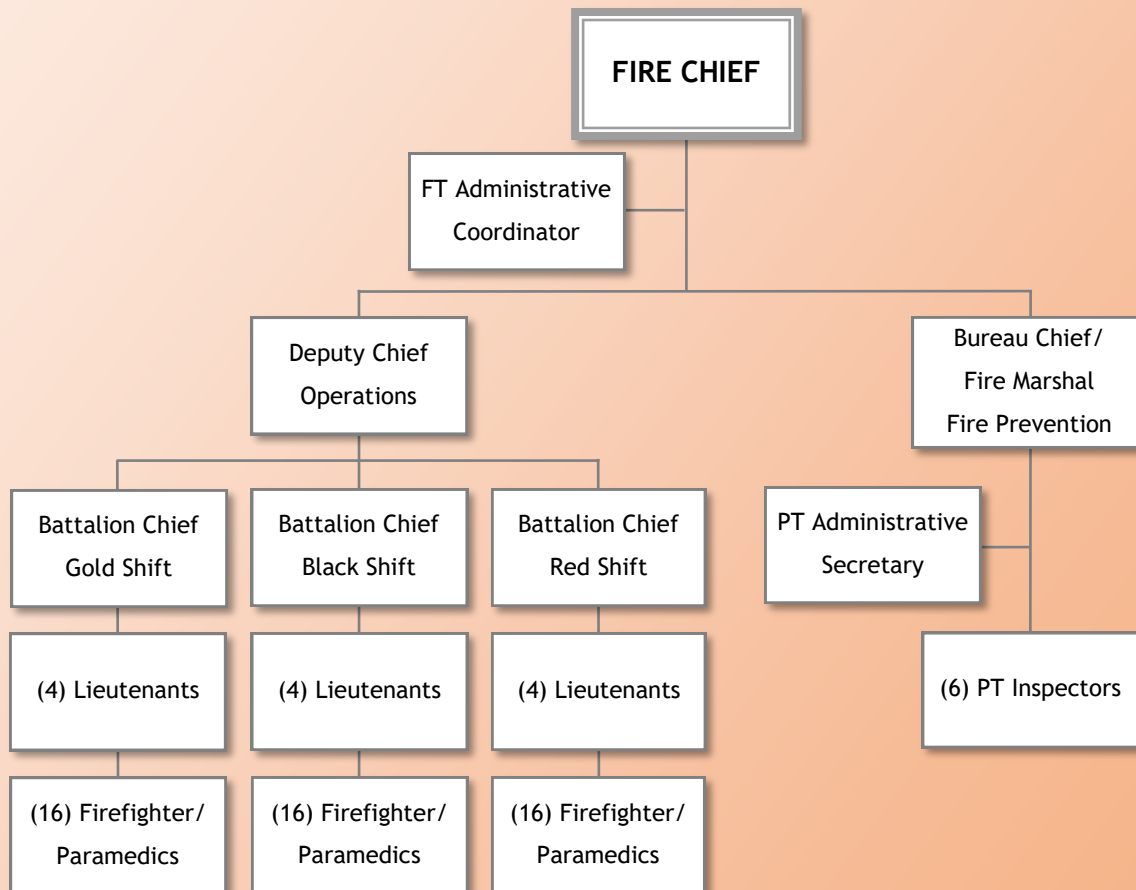 FIRE CHIEF
FT Administrative
Coordinator
Deputy Chief
Operations
Bureau Chief/
Fire Marshal
Fire Prevention
Battalion Chief
Gold Shift
Battalion Chief
Black Shift
Battalion Chief
Red Shift
PT Administrative
Secretary
(4) Lieutenants
(4) Lieutenants
(4) Lieutenants
(6) PT Inspectors
(16) Firefighter/
Paramedics
(16) Firefighter/
Paramedics
(16) Firefighter/
Paramedics